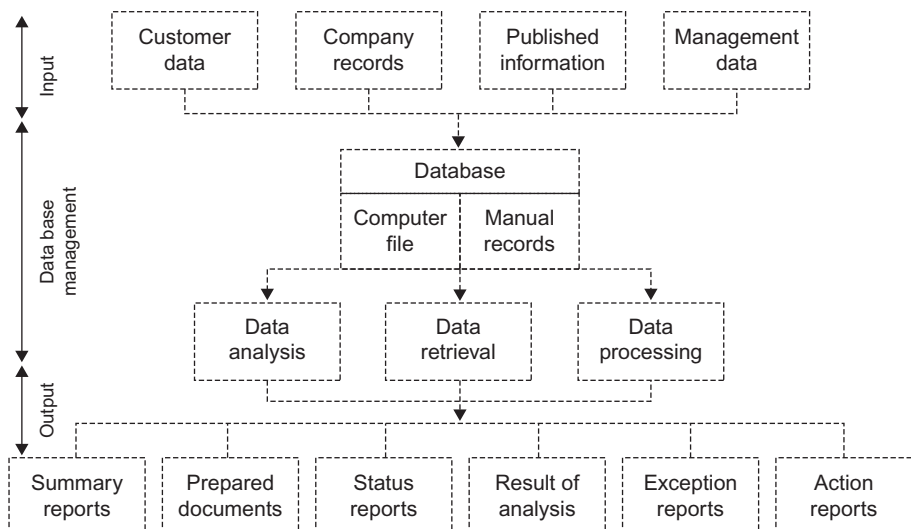 Input
Customer
data
Company
records
Published
information
Management
data
Data base
management
Database
Computer
file
Manual
records
Data
analysis
Data
retrieval
Data
processing
Output
Summary
reports
Prepared
documents
Status
reports
Result of
analysis
Exception
reports
Action
reports